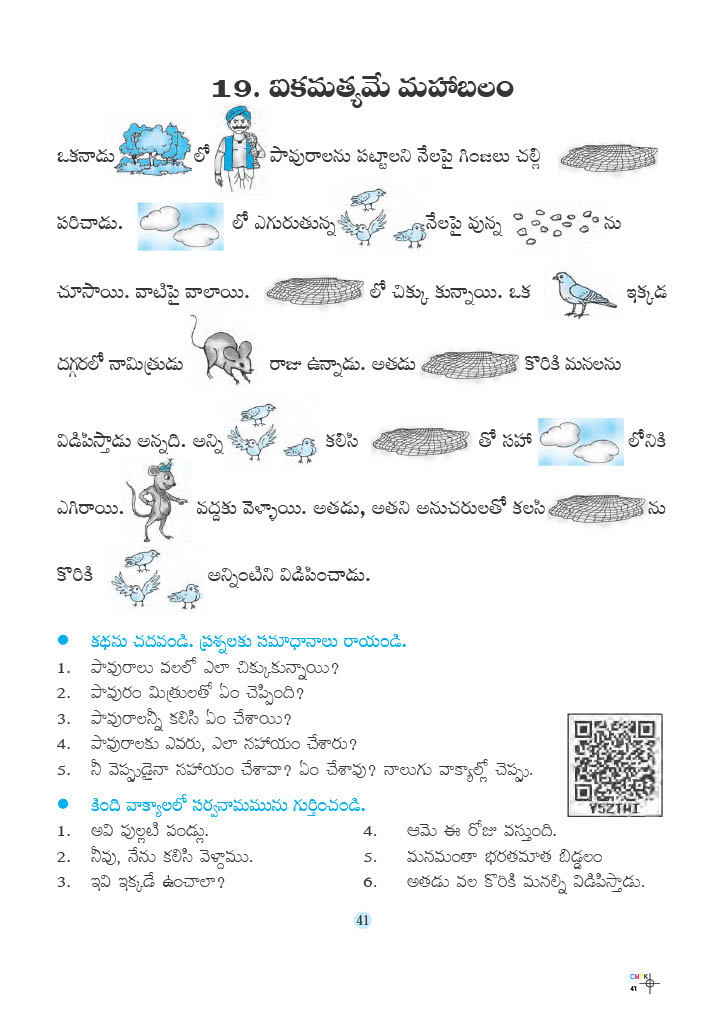 19. ఐకమత్యమే మహాబలం
ఒకనాడు లో పావురాలను పట్టాలని నేలపై గింజలు చల్లి
పరిచాడు. లో ఎగురుతున్న నేలపై వున్న ను
చూసాయి. వాటిపై వాలాయి. లో చిక్కు కున్నాయి. ఒక ఇక్కడ
దగ్గరలో నామిత్రుడు రాజు ఉన్నాడు. అతడు కొరికి మనలను
విడిపిస్తాడు అన్నది. అన్ని కలిసి తో సహా లోనికి
ఎగిరాయి. వద్దకు వెళ్ళాయి. అతడు, అతని అనుచరులతో కలసి ను
కొరికి అన్నింటిని విడిపించాడు.
● కథను చదవండి. ప్రశ్నలకు సమాధానాలు రాయండి.
1. పావురాలు వలలో ఎలా చిక్కుకున్నాయి?
2. పావురం మిత్రులతో ఏం చెప్పింది?
3. పావురాలన్నీ కలిసి ఏం చేశాయి?
4. పావురాలకు ఎవరు, ఎలా సహాయం చేశారు?
5. నీ వెప్పుడైనా సహాయం చేశావా? ఏం చేశావు? నాలుగు వాక్యాల్లో చెప్పు.
Y5Z7WI
● కింది వాక్యాలలో సర్వనామమును గుర్తించండి.
1. అవి పుల్లటి పండ్లు.
2. నీవు, నేను కలిసి వెళ్దాము.
3. ఇవి ఇక్కడే ఉంచాలా?
4. ఆమె ఈ రోజు వస్తుంది.
5. మనమంతా భరతమాత బిడ్డలం
6. అతడు వల కొరికి మనల్ని విడిపిస్తాడు.
41
CMYK
41